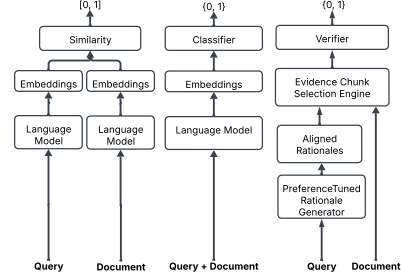 [0, 1]
Similarity
Embeddings
Embeddings
Language
Model
Language
Model
Query
Document
{0, 1}
Classifier
Embeddings
Language Model
Query + Document
{0, 1}
Verifier
Evidence Chunk
Selection Engine
Aligned
Rationales
PreferenceTuned
Rationale
Generator
Query
Document